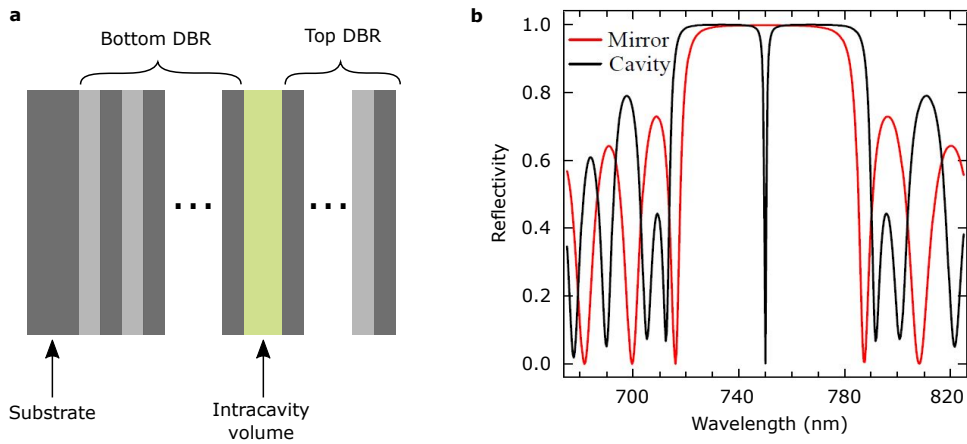 a
Bottom DBR
Top DBR
...
...
Substrate
Intracavity
volume
b
Reflectivity
1.0
0.8
0.6
0.4
0.2
0.0
Mirror
Cavity
700
740
780
820
Wavelength (nm)